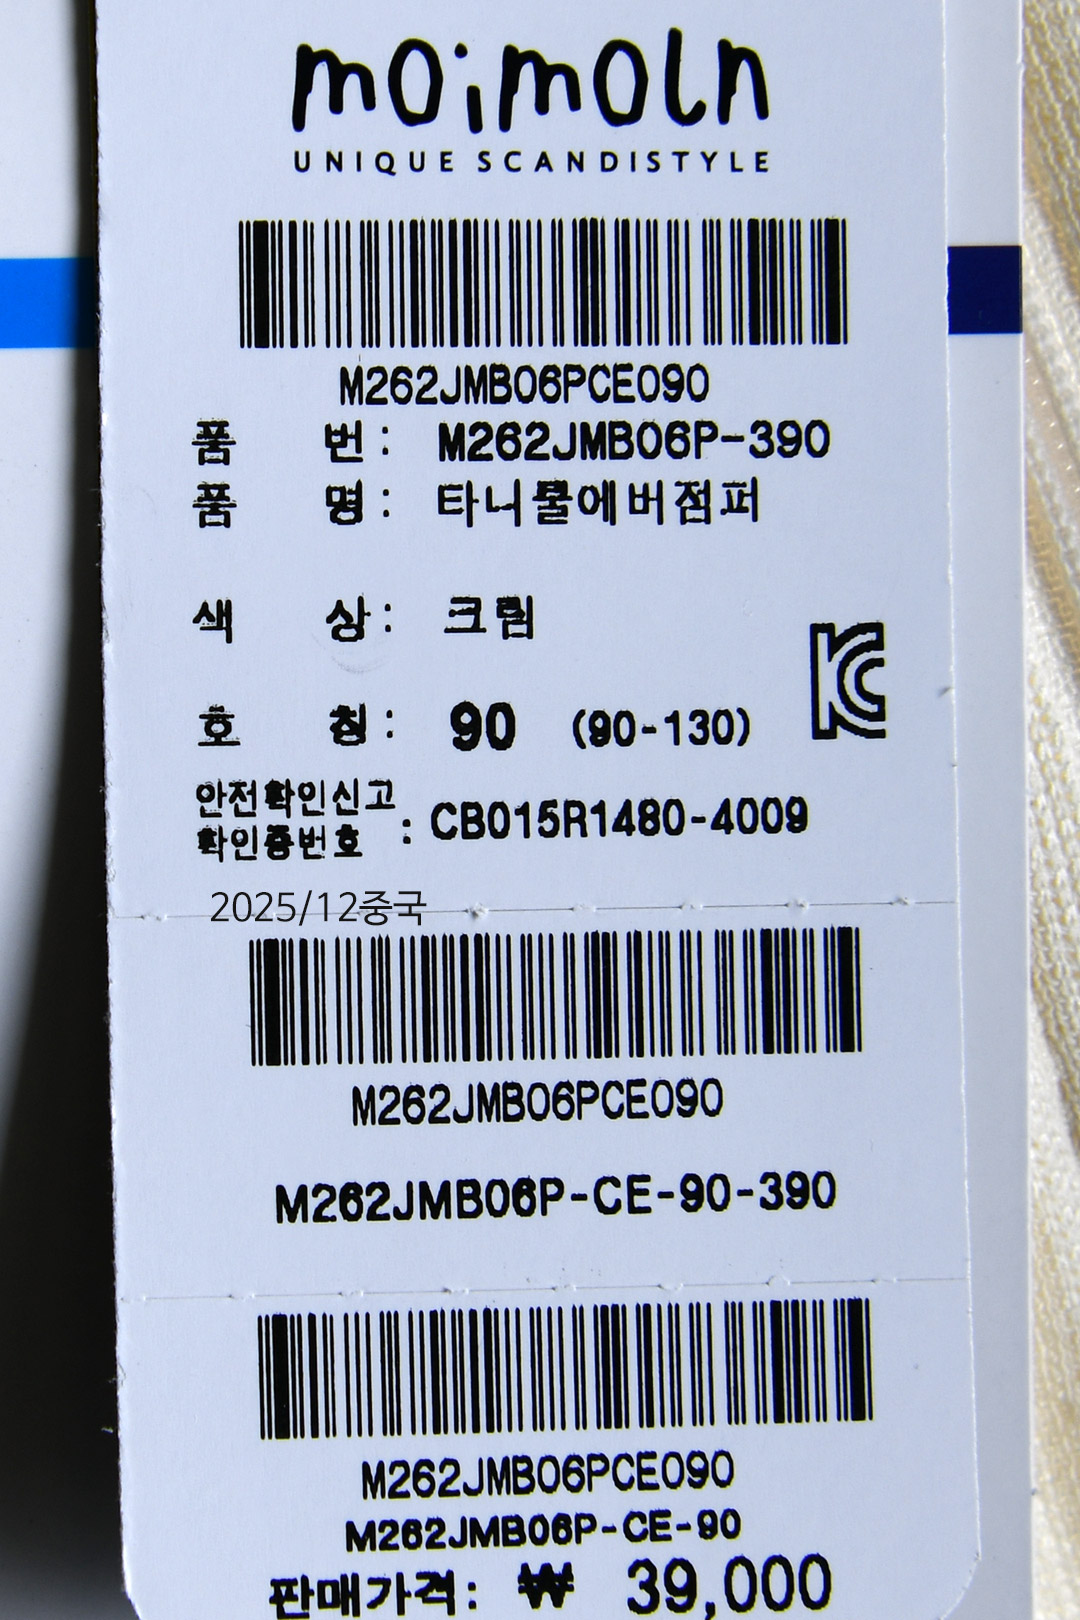 moimoln
UNIQUE SCANDISTYLE
M262JMB06PCE090
품 번: M262JMB06P-390
품 명: 타니풀에버점퍼
색 상: 크림
호 칭: 90 (90-130)
안전확인신고
확인증번호 : CB015R1480-4009
2025/12중국
M262JMB06PCE090
M262JMB06P-CE-90-390
M262JMB06PCE090
M262JMB06P-CE-90
판매가격: ₩ 39,000